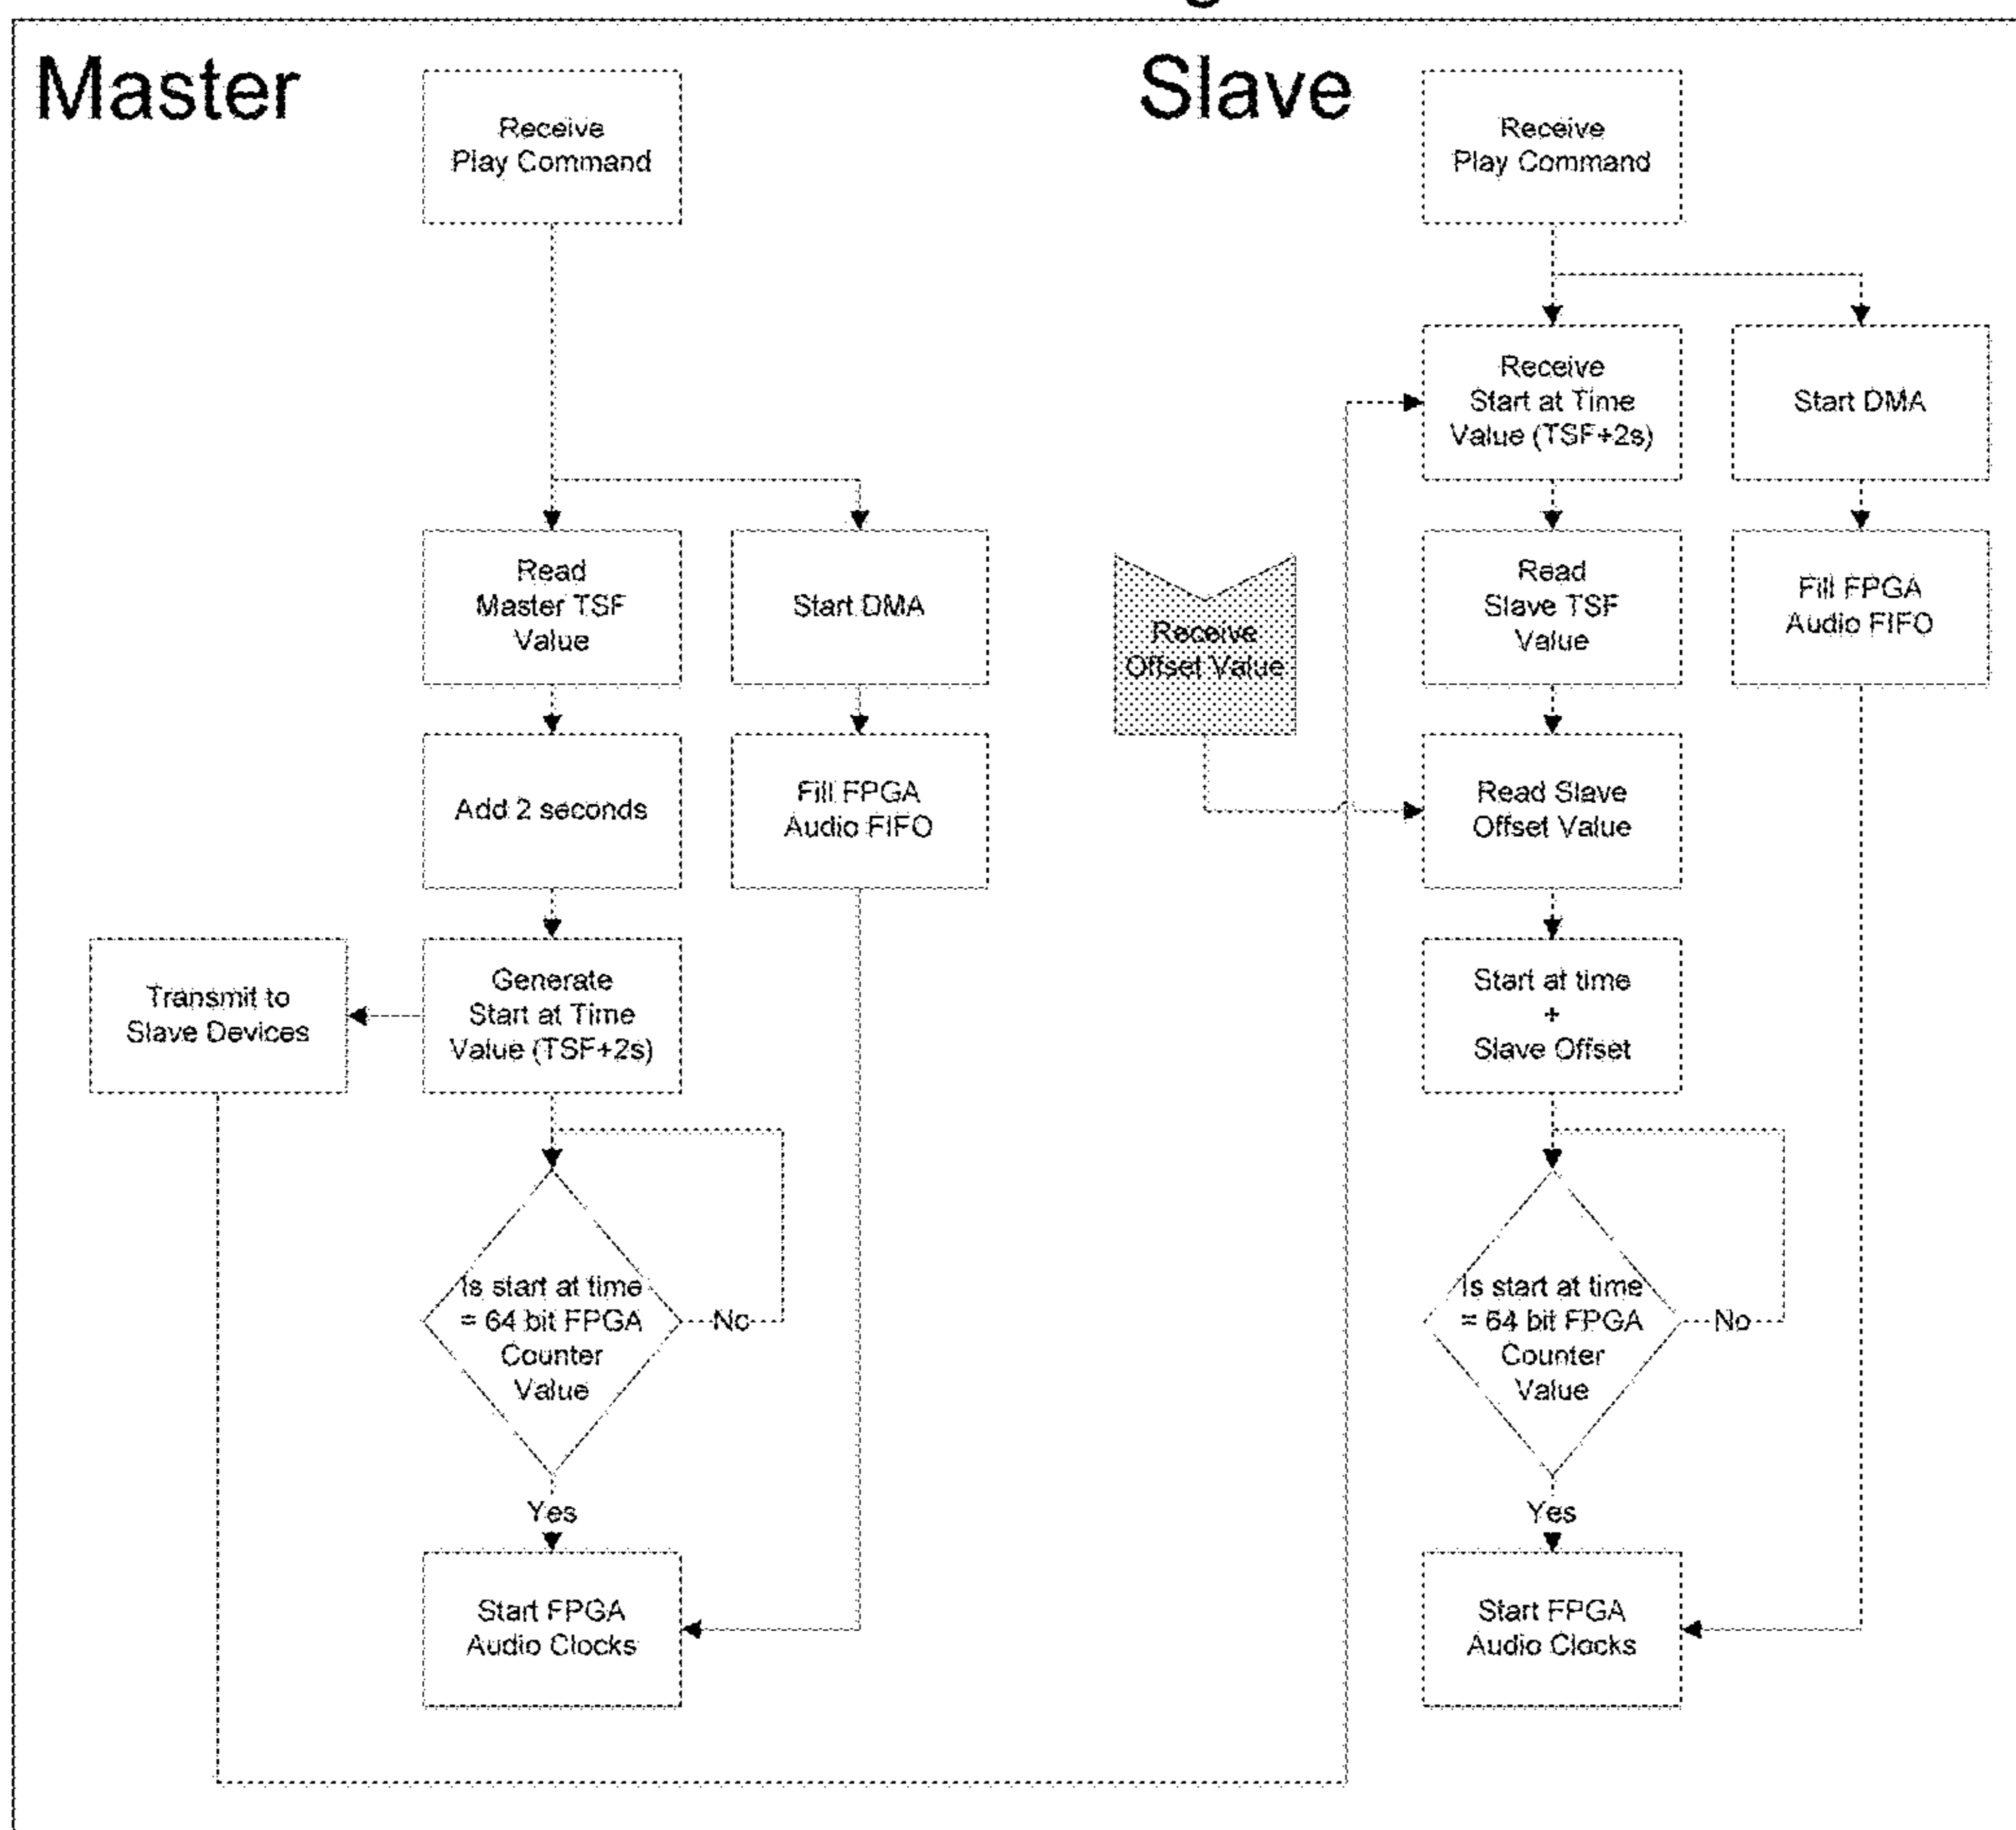 Master
Receive
Play Command
Read
Master TSF
Value
Start DMA
Add 2 seconds
Fill FPGA
Audio FIFO
Transmit to
Slave Devices
Generate
Start at Time
Value (TSF+2s)
Is start at time
= 64 bit FPGA
Counter
Value
No
Yes
Start FPGA
Audio Clocks
Slave
Receive
Play Command
Receive
Start at Time
Value (TSF+2s)
Start DMA
Read
Slave TSF
Value
Fill FPGA
Audio FIFO
Receive
Offset Value
Read Slave
Offset Value
Start at time
+
Slave Offset
Is start at time
= 64 bit FPGA
Counter
Value
No
Yes
Start FPGA
Audio Clocks